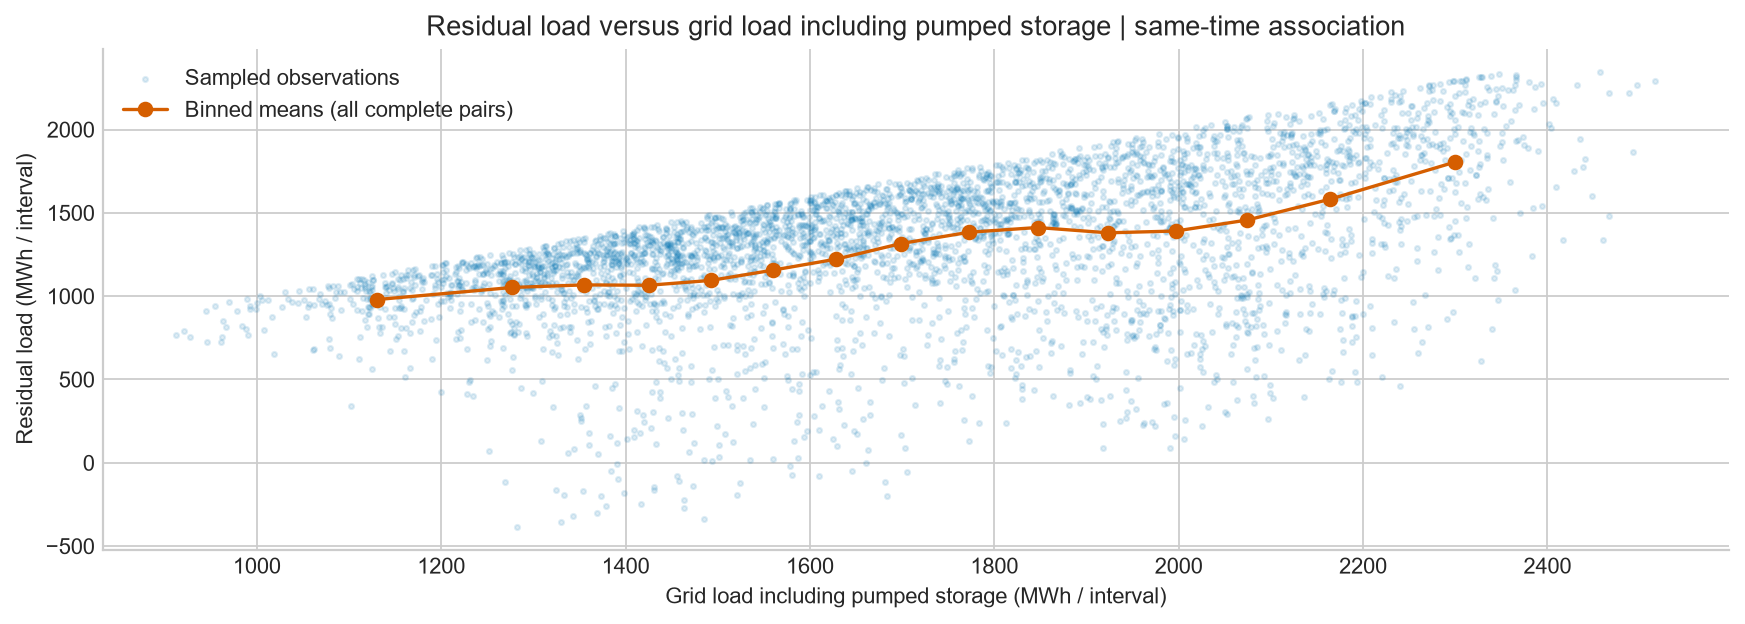 Residual load versus grid load including pumped storage | same-time association
Sampled observations
Binned means (all complete pairs)
Residual load (MWh / interval)
2000
1500
1000
500
0
−500
1000 1200 1400 1600 1800 2000 2200 2400
Grid load including pumped storage (MWh / interval)